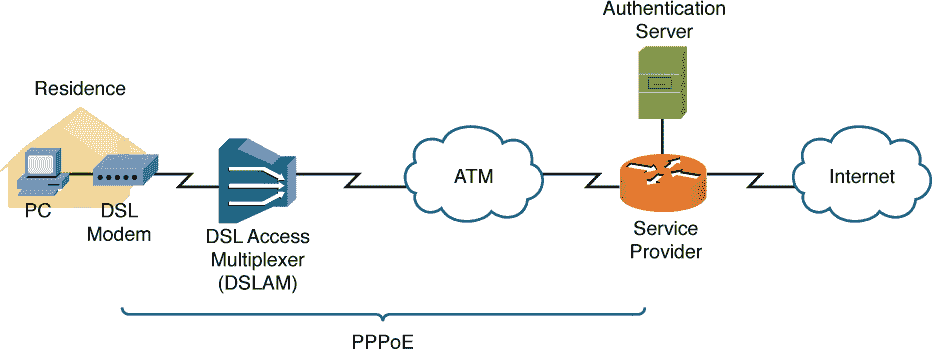 Authentication
Server
Residence
PC
DSL
Modem
DSL Access
Multiplexer
(DSLAM)
ATM
Service
Provider
Internet
PPPoE